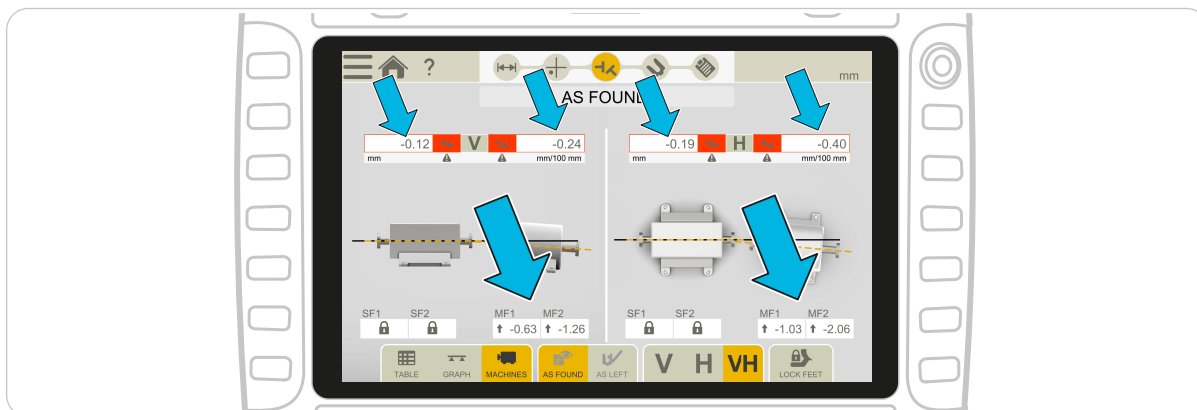 ?
mm
AS FOUND
-0.12 V -0.24
mm mm/100 mm
-0.19 H -0.40
mm mm/100 mm
SF1 SF2 MF1 MF2
-0.63 -1.26
SF1 SF2 MF1 MF2
-1.03 -2.06
V H VH
TABLE GRAPH MACHINES AS FOUND AS LEFT LOCK FEET